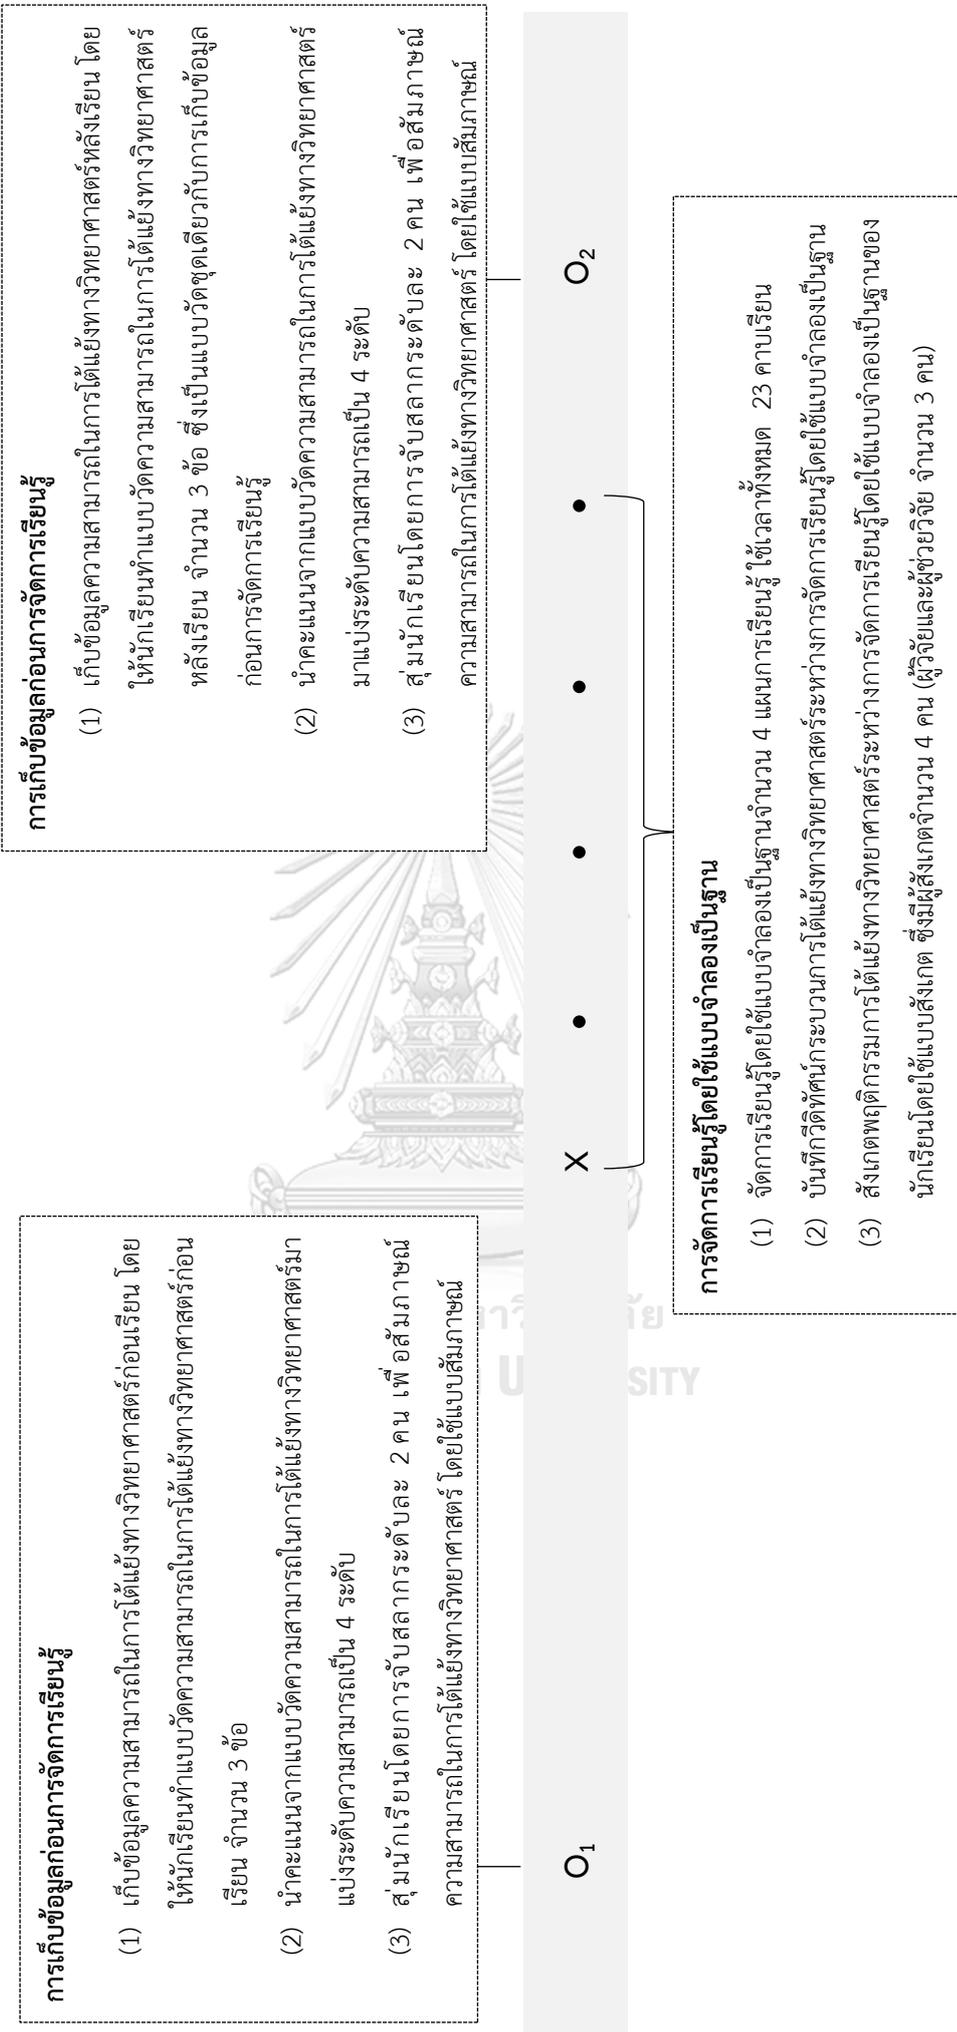 การเก็บข้อมูลก่อนการจัดการเรียนรู้
(1) เก็บข้อมูลความสามารถในการโต้แย้งทางวิทยาศาสตร์ก่อนเรียน โดย
ให้นักเรียนทำแบบวัดความสามารถในการโต้แย้งทางวิทยาศาสตร์ก่อน
เรียน จำนวน 3 ข้อ
(2) นำคะแนนจากแบบวัดความสามารถในการโต้แย้งทางวิทยาศาสตร์มา
แบ่งระดับความสามารถเป็น 4 ระดับ
(3) สุ่มนักเรียนโดยการจับสลากระดับละ 2 คน เพื่อสัมภาษณ์
ความสามารถในการโต้แย้งทางวิทยาศาสตร์ โดยใช้แบบสัมภาษณ์
การเก็บข้อมูลก่อนการจัดการเรียนรู้
(1) เก็บข้อมูลความสามารถในการโต้แย้งทางวิทยาศาสตร์หลังเรียน โดย
ให้นักเรียนทำแบบวัดความสามารถในการโต้แย้งทางวิทยาศาสตร์
หลังเรียน จำนวน 3 ข้อ ซึ่งเป็นแบบวัดชุดเดียวกับการเก็บข้อมูล
ก่อนการจัดการเรียนรู้
(2) นำคะแนนจากแบบวัดความสามารถในการโต้แย้งทางวิทยาศาสตร์
มาแบ่งระดับความสามารถเป็น 4 ระดับ
(3) สุ่มนักเรียนโดยการจับสลากระดับละ 2 คน เพื่อสัมภาษณ์
ความสามารถในการโต้แย้งทางวิทยาศาสตร์ โดยใช้แบบสัมภาษณ์
O₁ X • • • • O₂
การจัดการเรียนรู้โดยใช้แบบจำลองเป็นฐาน
(1) จัดการเรียนรู้โดยใช้แบบจำลองเป็นฐานจำนวน 4 แผนการเรียนรู้ ใช้เวลาทั้งหมด 23 คาบเรียน
(2) บันทึกวีดิทัศน์กระบวนการโต้แย้งทางวิทยาศาสตร์ระหว่างการจัดการเรียนรู้โดยใช้แบบจำลองเป็นฐาน
(3) สังเกตพฤติกรรมการโต้แย้งทางวิทยาศาสตร์ระหว่างการจัดการเรียนรู้โดยใช้แบบจำลองเป็นฐานของ
นักเรียนโดยใช้แบบสังเกต ซึ่งมีผู้สังเกตจำนวน 4 คน (ผู้วิจัยและผู้ช่วยวิจัย จำนวน 3 คน)